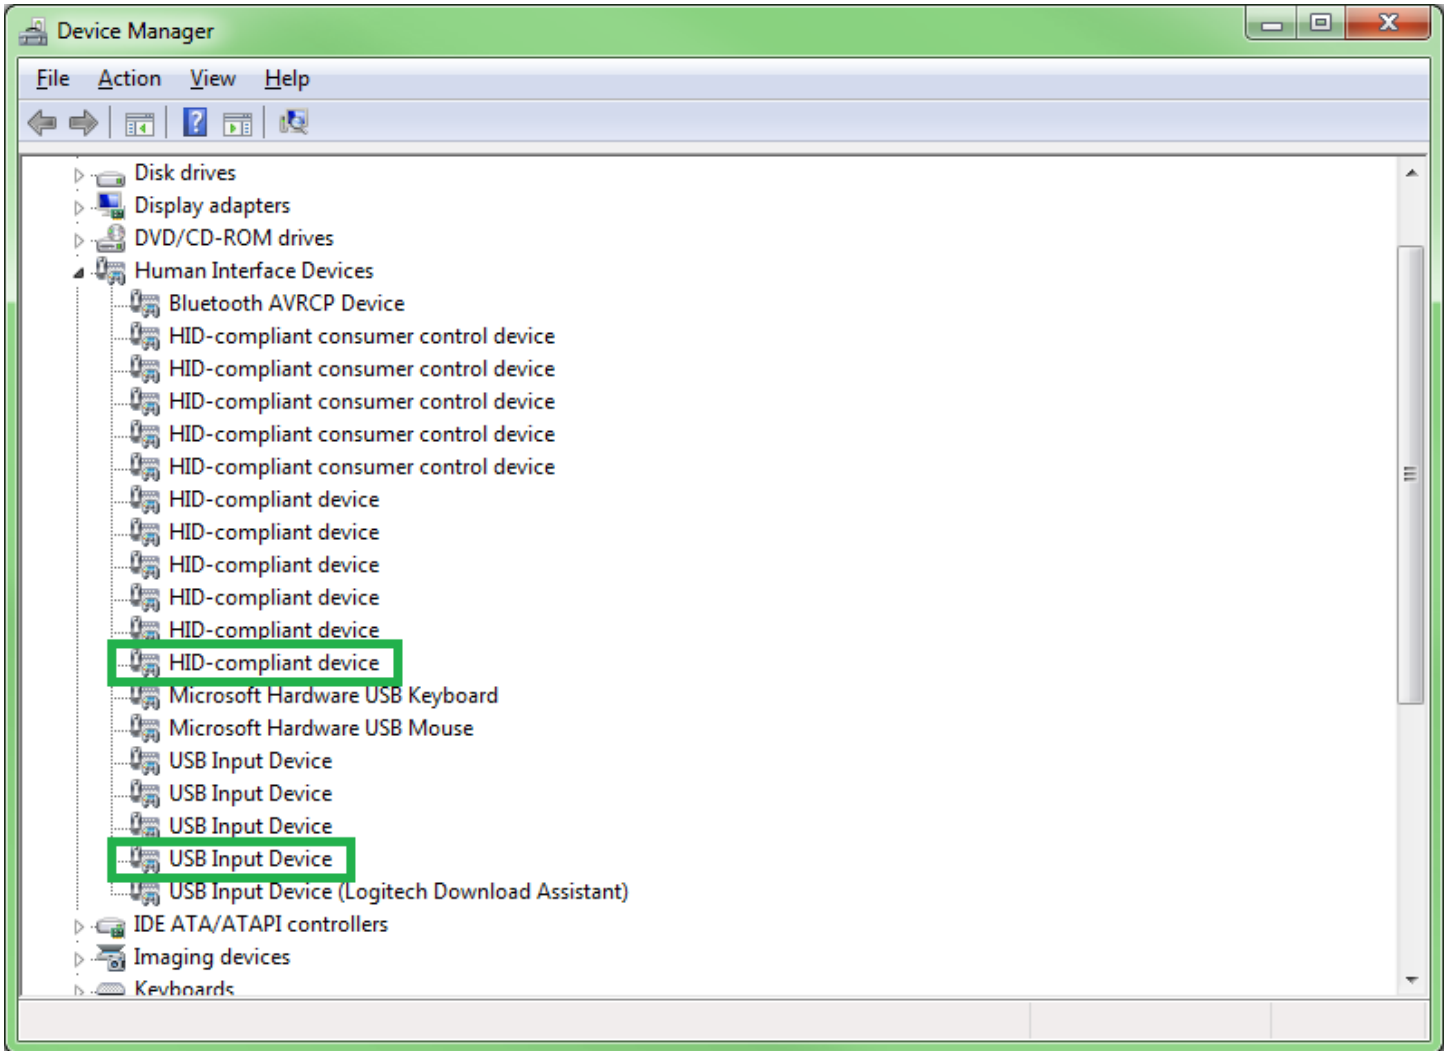 Device Manager
File Action View Help
Disk drives
Display adapters
DVD/CD-ROM drives
Human Interface Devices
Bluetooth AVRCP Device
HID-compliant consumer control device
HID-compliant consumer control device
HID-compliant consumer control device
HID-compliant consumer control device
HID-compliant consumer control device
HID-compliant device
HID-compliant device
HID-compliant device
HID-compliant device
HID-compliant device
HID-compliant device
Microsoft Hardware USB Keyboard
Microsoft Hardware USB Mouse
USB Input Device
USB Input Device
USB Input Device
USB Input Device
USB Input Device (Logitech Download Assistant)
IDE ATA/ATAPI controllers
Imaging devices
Keyboards